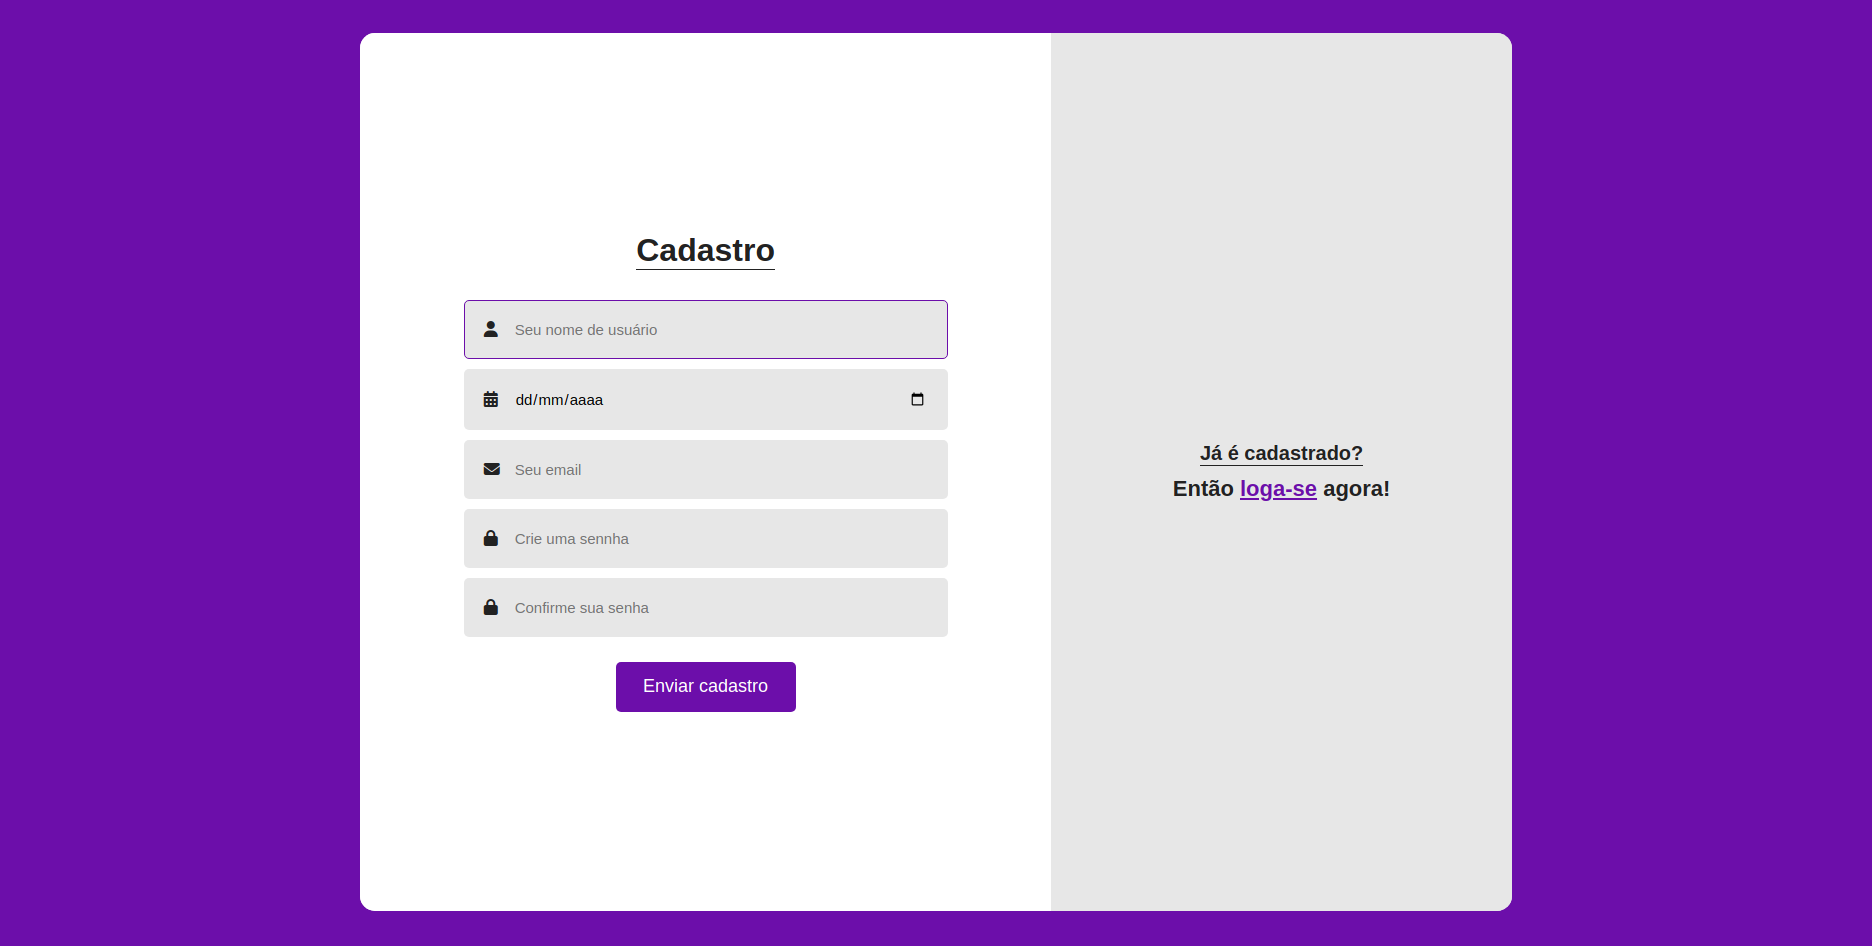 Cadastro
Seu nome de usuário
dd/mm/aaaa
Seu email
Crie uma sennha
Confirme sua senha
Enviar cadastro
Já é cadastrado?
Então loga-se agora!